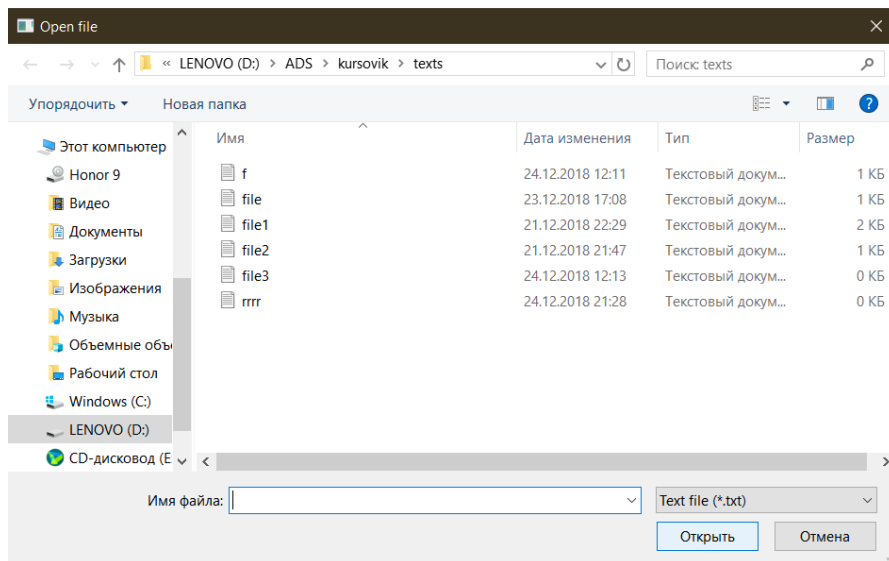 Open file
« LENOVO (D:) > ADS > kursovik > texts
Поиск: texts
Упорядочить
Новая папка
Имя Дата изменения Тип Размер
Этот компьютер
Honor 9
Видео
Документы
Загрузки
Изображения
Музыка
Объемные объ
Рабочий стол
Windows (C:)
LENOVO (D:)
CD-дисковод (E
f 24.12.2018 12:11 Текстовый докум... 1 КБ
file 23.12.2018 17:08 Текстовый докум... 1 КБ
file1 21.12.2018 22:29 Текстовый докум... 2 КБ
file2 21.12.2018 21:47 Текстовый докум... 1 КБ
file3 24.12.2018 12:13 Текстовый докум... 0 КБ
rrrr 24.12.2018 21:28 Текстовый докум... 0 КБ
Имя файла:
Text file (*.txt)
Открыть Отмена